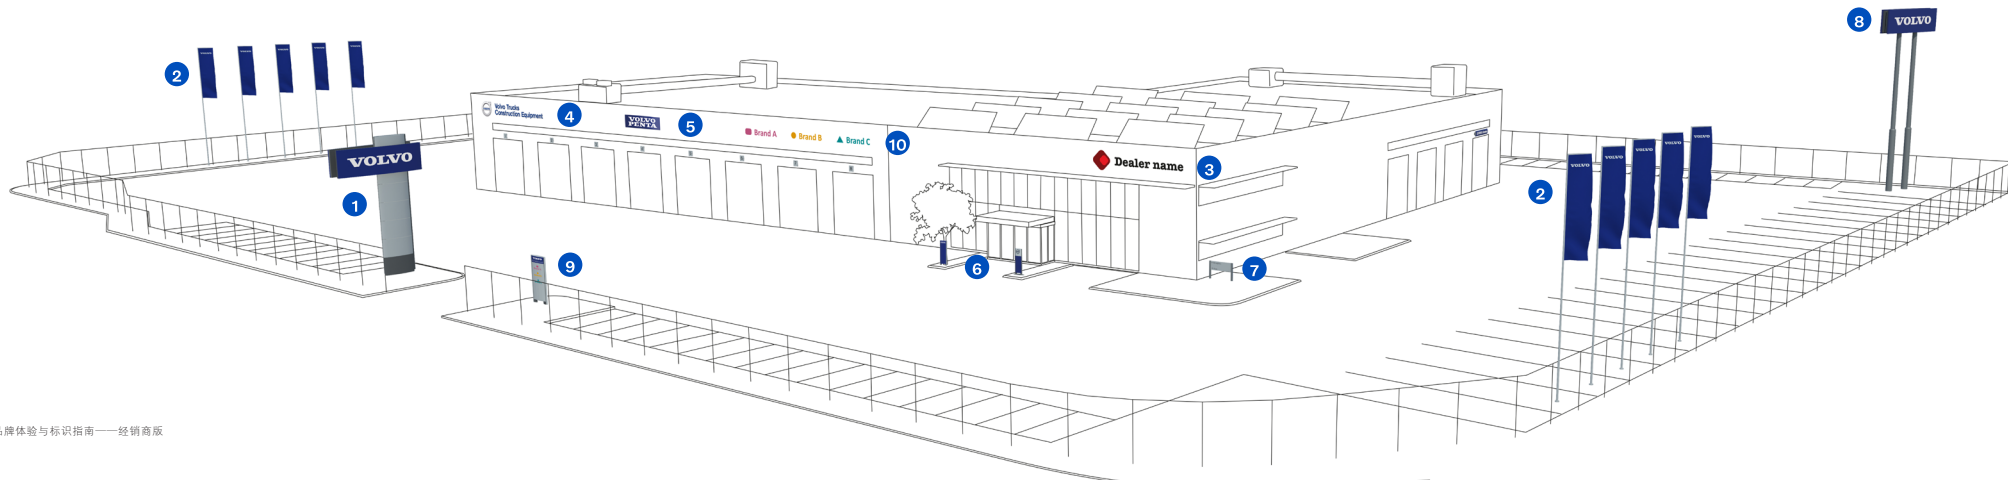 8
VOLVO
2
VOLVO
1
Volvo Trucks
Construction Equipment
4
VOLVO
PENTA
5
Brand A
Brand B
Brand C
10
Dealer name
3
2
VOLVO
VOLVO
VOLVO
VOLVO
VOLVO
9
6
7
品牌体验与标识指南——经销商版